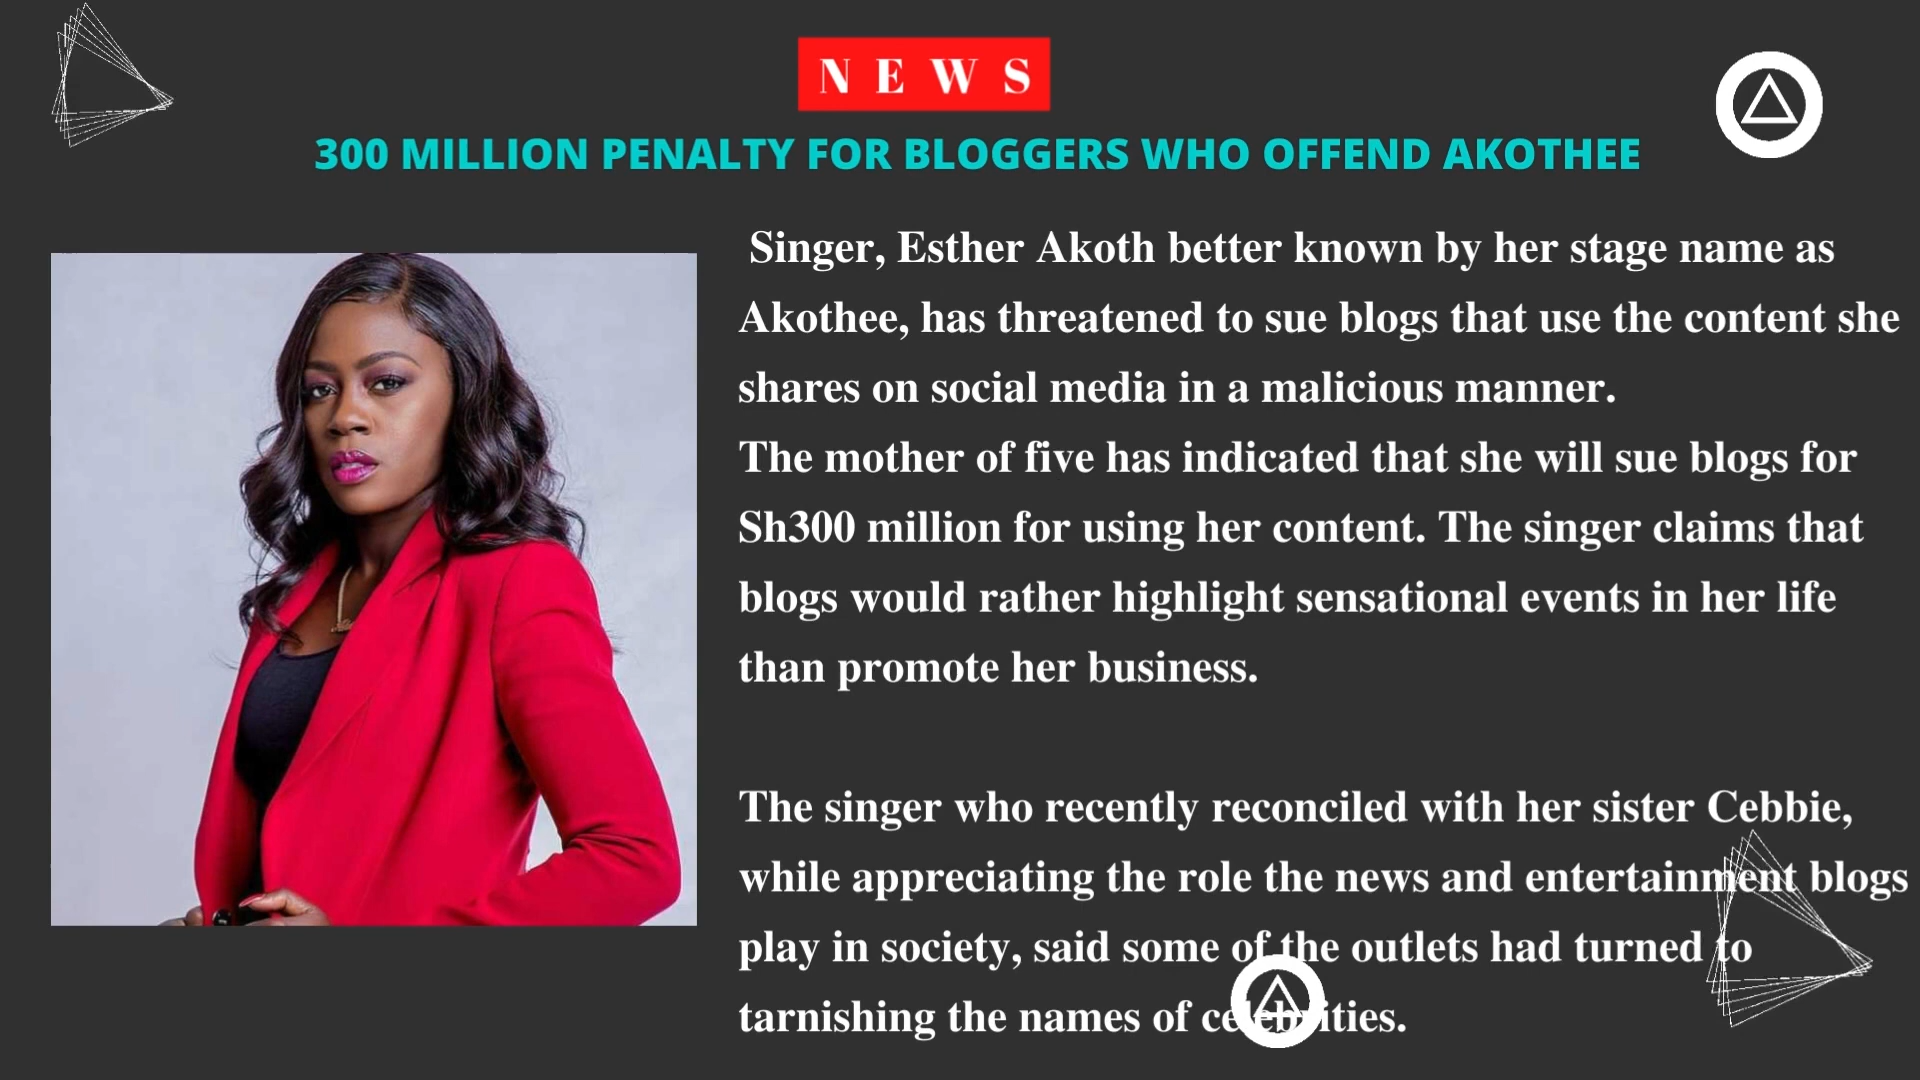 NEWS
300 MILLION PENALTY FOR BLOGGERS WHO OFFEND AKOTHEE
Singer, Esther Akoth better known by her stage name as
Akothee, has threatened to sue blogs that use the content she
shares on social media in a malicious manner.
The mother of five has indicated that she will sue blogs for
Sh300 million for using her content. The singer claims that
blogs would rather highlight sensational events in her life
than promote her business.
The singer who recently reconciled with her sister Cebbie,
while appreciating the role the news and entertainment blogs
play in society, said some of the outlets had turned to
tarnishing the names of celebrities.